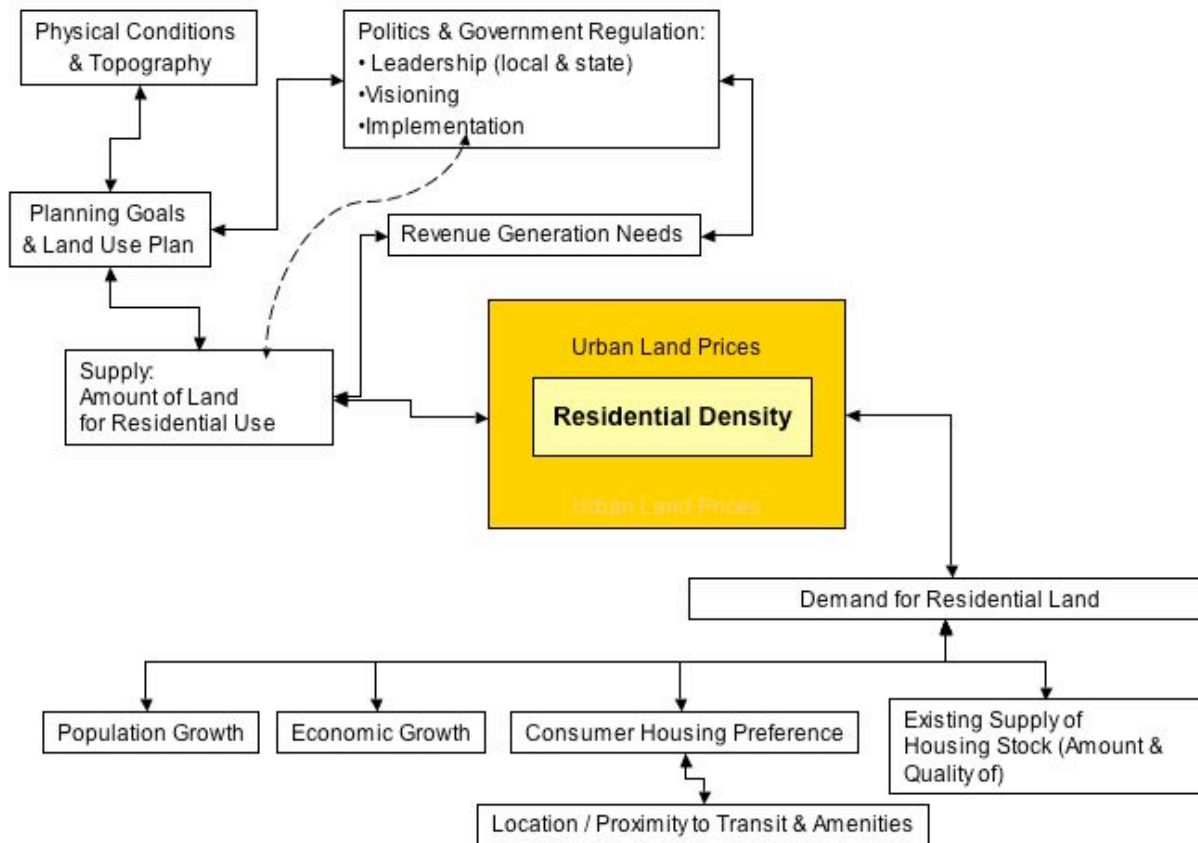 Physical Conditions
& Topography
Politics & Government Regulation:
• Leadership (local & state)
•Visioning
•Implementation
Planning Goals
& Land Use Plan
Revenue Generation Needs
Supply:
Amount of Land
for Residential Use
Urban Land Prices
Residential Density
Urban Land Prices
Demand for Residential Land
Population Growth
Economic Growth
Consumer Housing Preference
Existing Supply of
Housing Stock (Amount &
Quality of)
Location / Proximity to Transit & Amenities